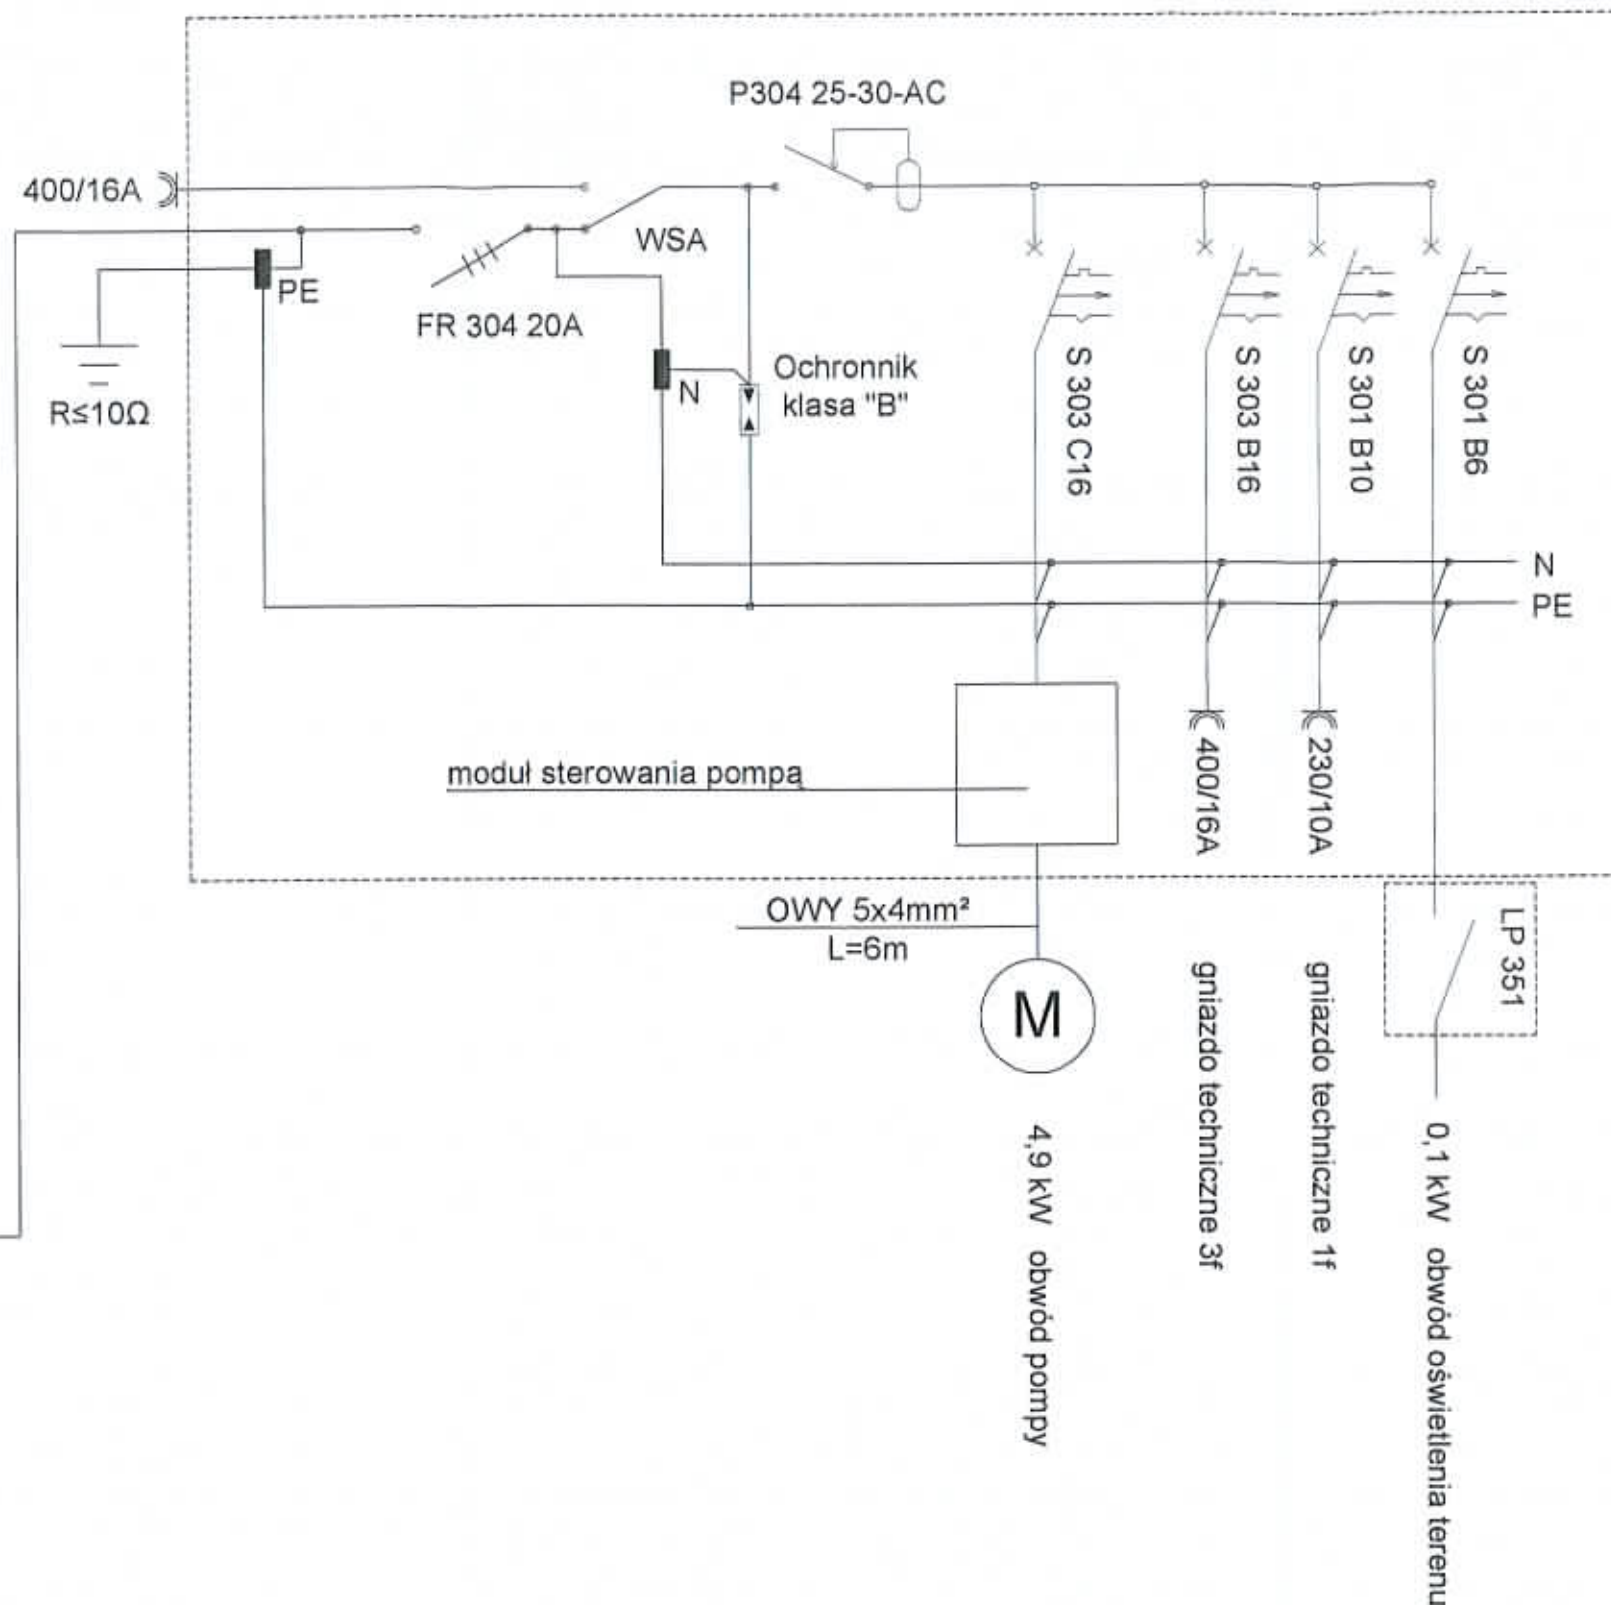 P304 25-30-AC
400/16A
WSA
PE
FR 304 20A
R≤10Ω
Ochronnik
klasa "B"
N
S 303 C16
S 303 B16
S 301 B10
S 301 B6
N
PE
moduł sterowania pompą
400/16A
230/10A
OWY 5x4mm²
L=6m
LP 351
M
gniazdo techniczne 3f
gniazdo techniczne 1f
4,9 kW obwód pompy
0,1 kW obwód oświetlenia terenu